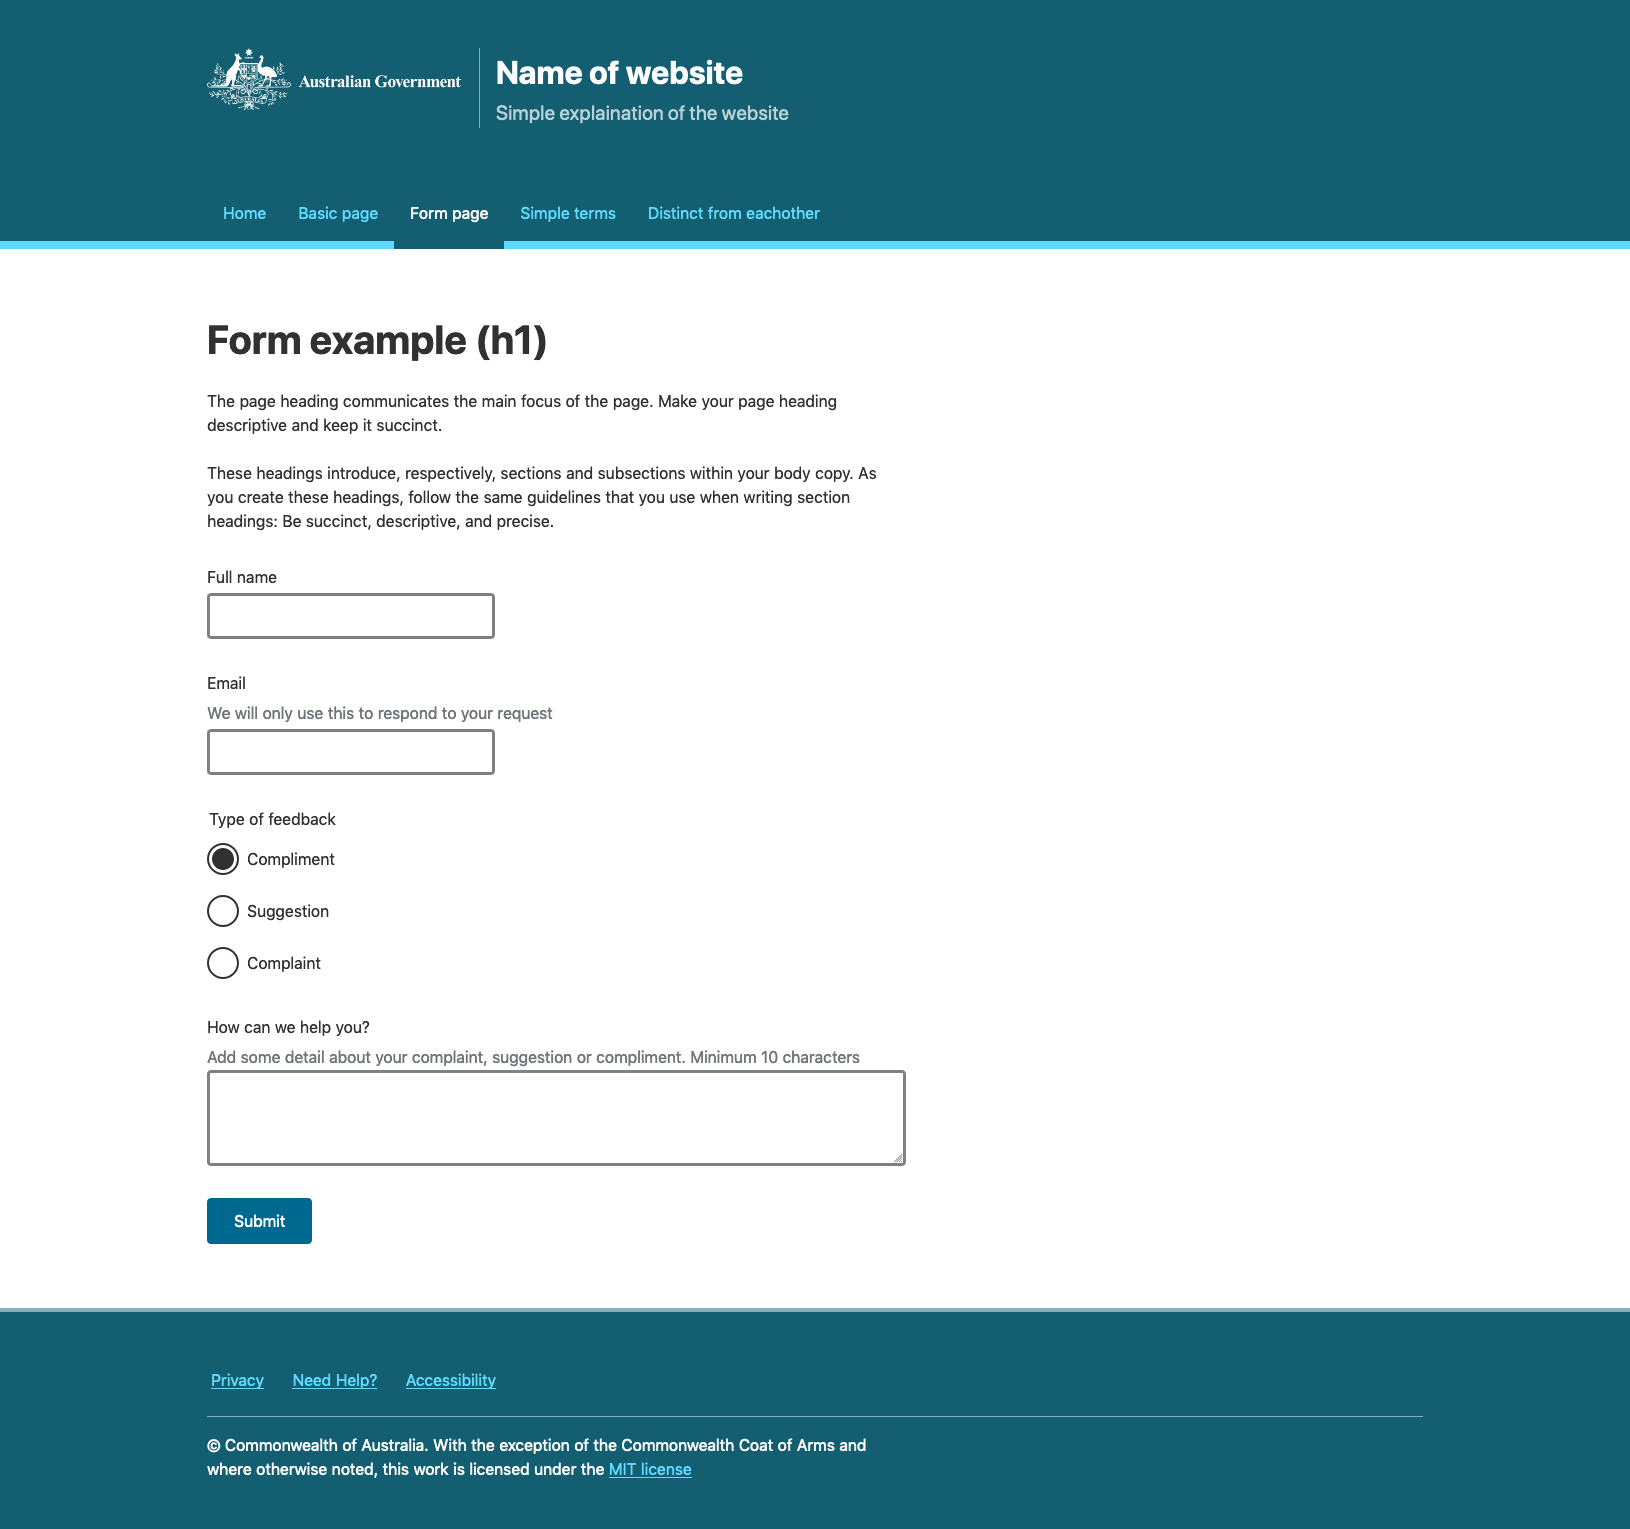 Australian Government
Name of website
Simple explaination of the website
Home Basic page Form page Simple terms Distinct from eachother
Form example (h1)
The page heading communicates the main focus of the page. Make your page heading
descriptive and keep it succinct.
These headings introduce, respectively, sections and subsections within your body copy. As
you create these headings, follow the same guidelines that you use when writing section
headings: Be succinct, descriptive, and precise.
Full name
Email
We will only use this to respond to your request
Type of feedback
Compliment
Suggestion
Complaint
How can we help you?
Add some detail about your complaint, suggestion or compliment. Minimum 10 characters
Submit
Privacy Need Help? Accessibility
© Commonwealth of Australia. With the exception of the Commonwealth Coat of Arms and
where otherwise noted, this work is licensed under the MIT license